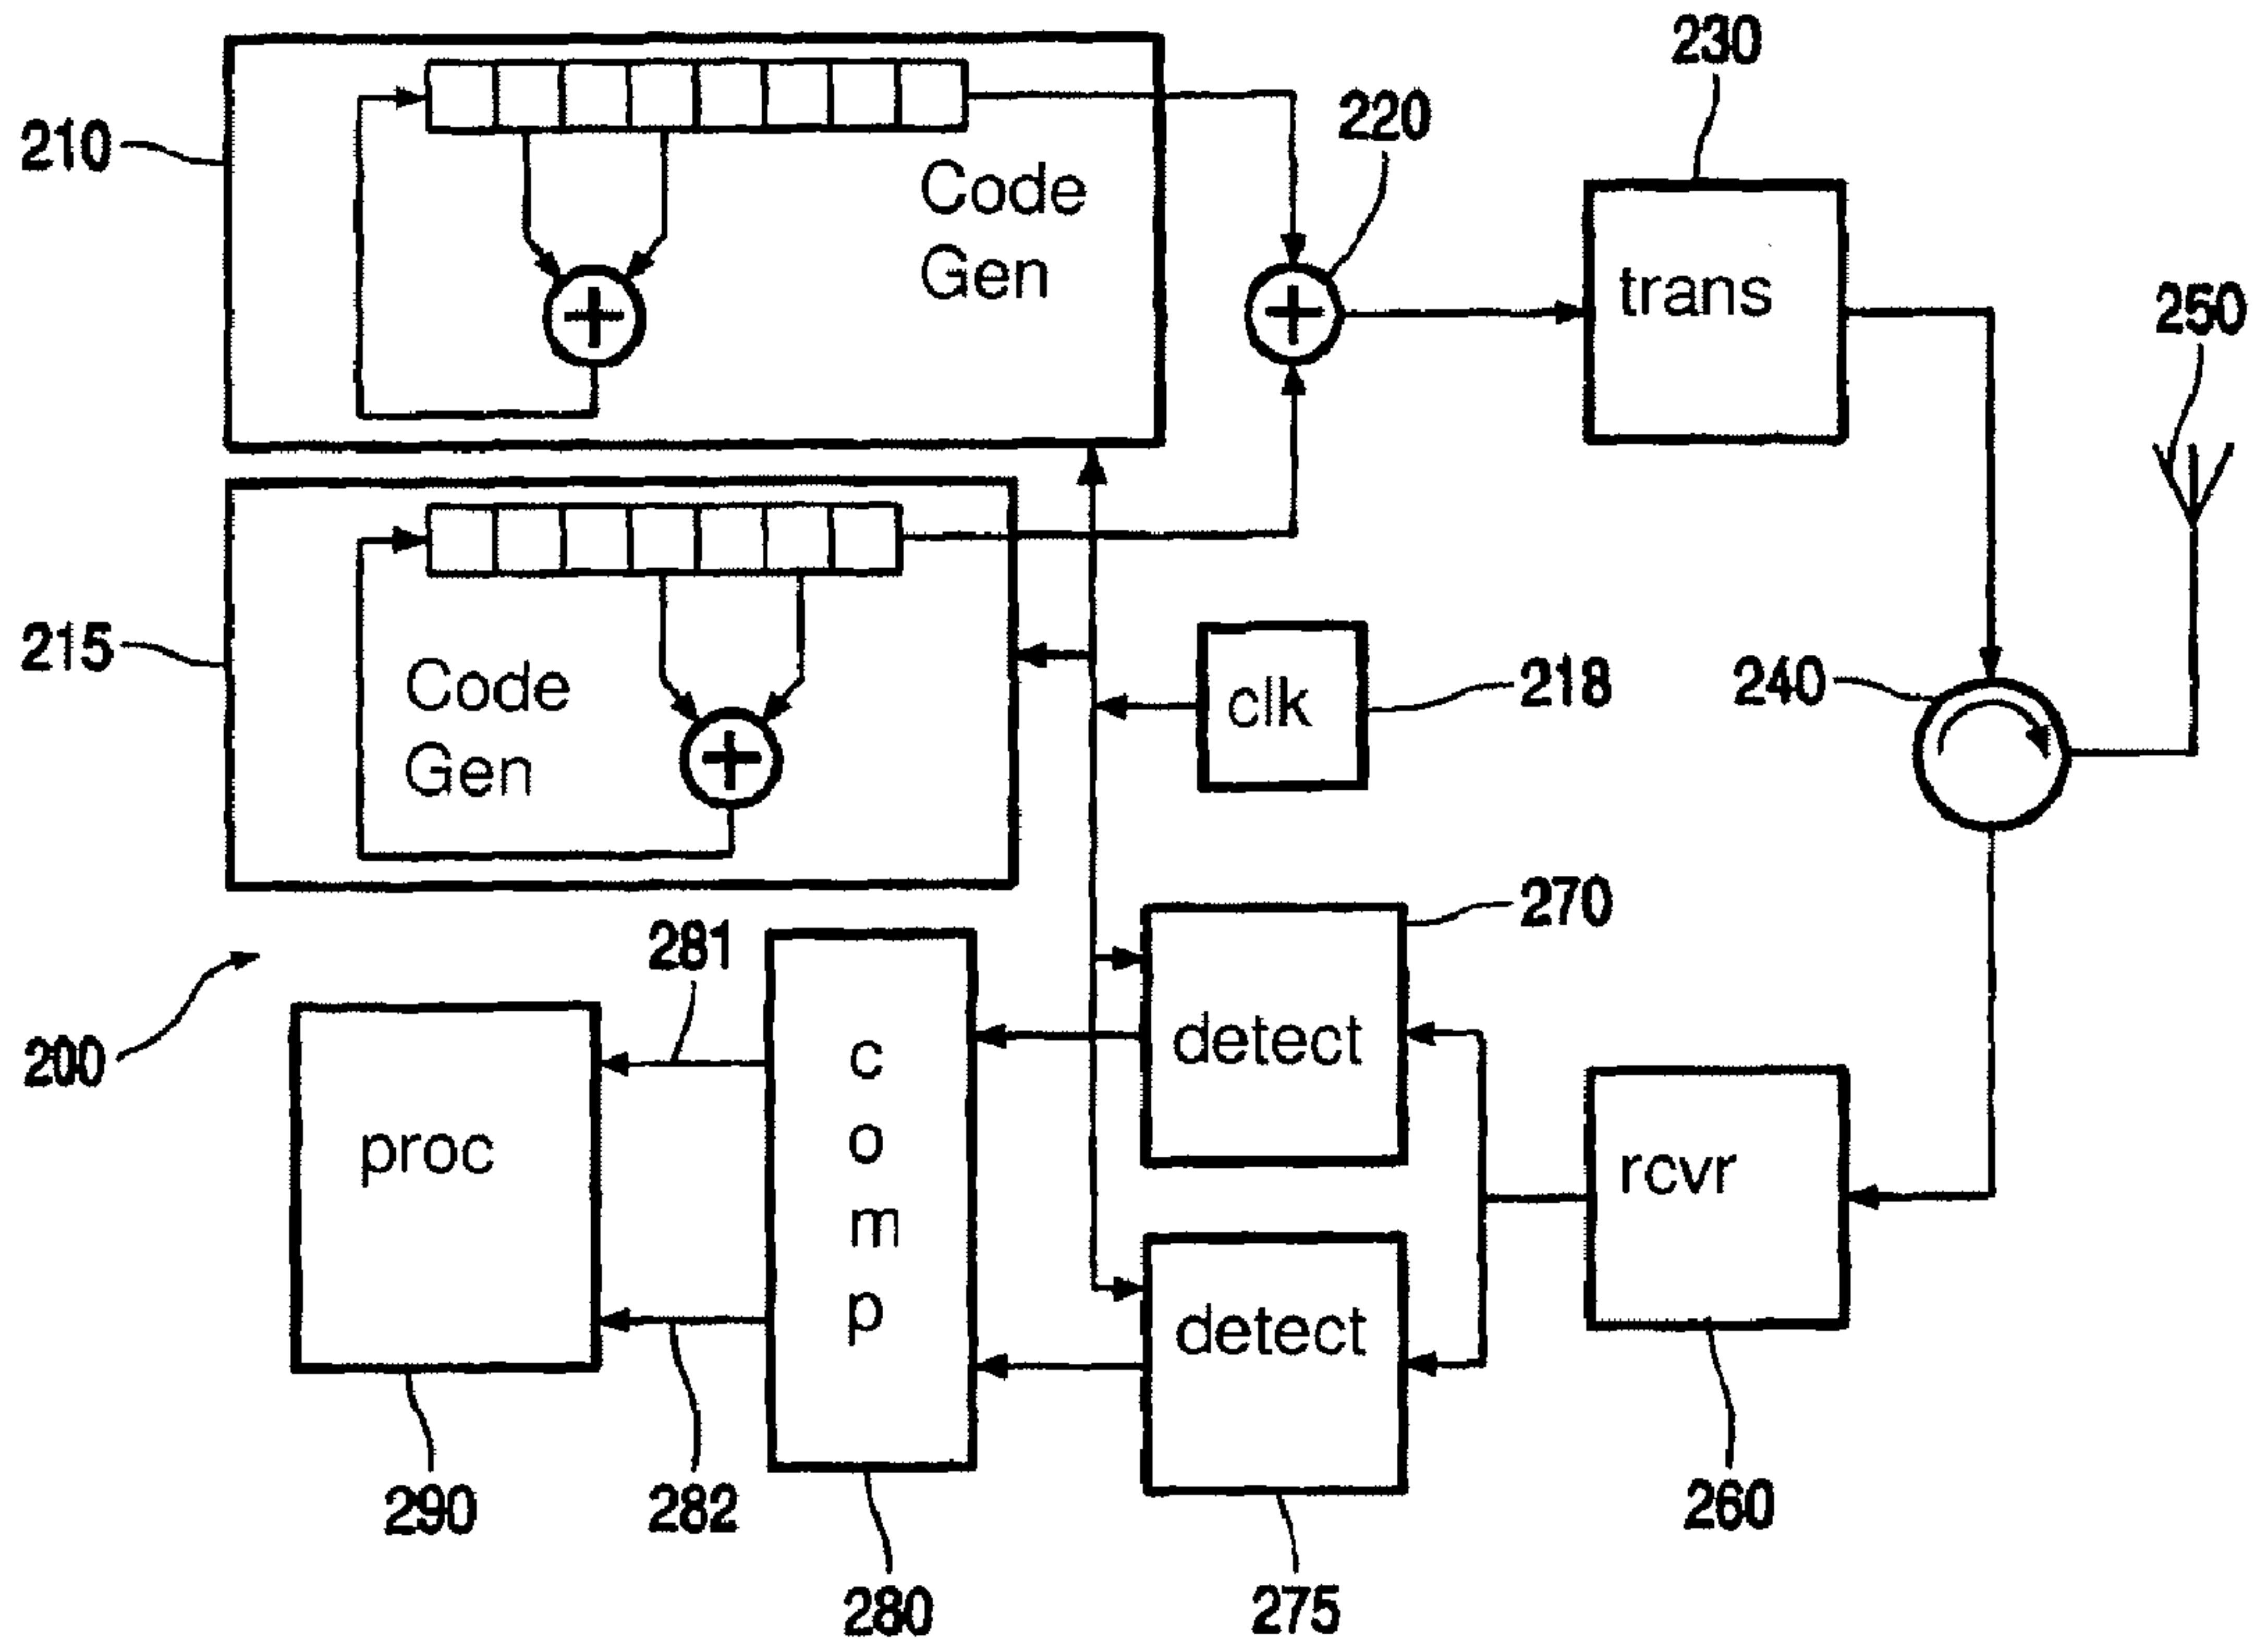 230
220
210
Code
Gen
trans
250
215
Code
Gen
clk
218
240
270
281
200
c
o
m
p
detect
proc
rcvr
detect
290
282
260
280
275